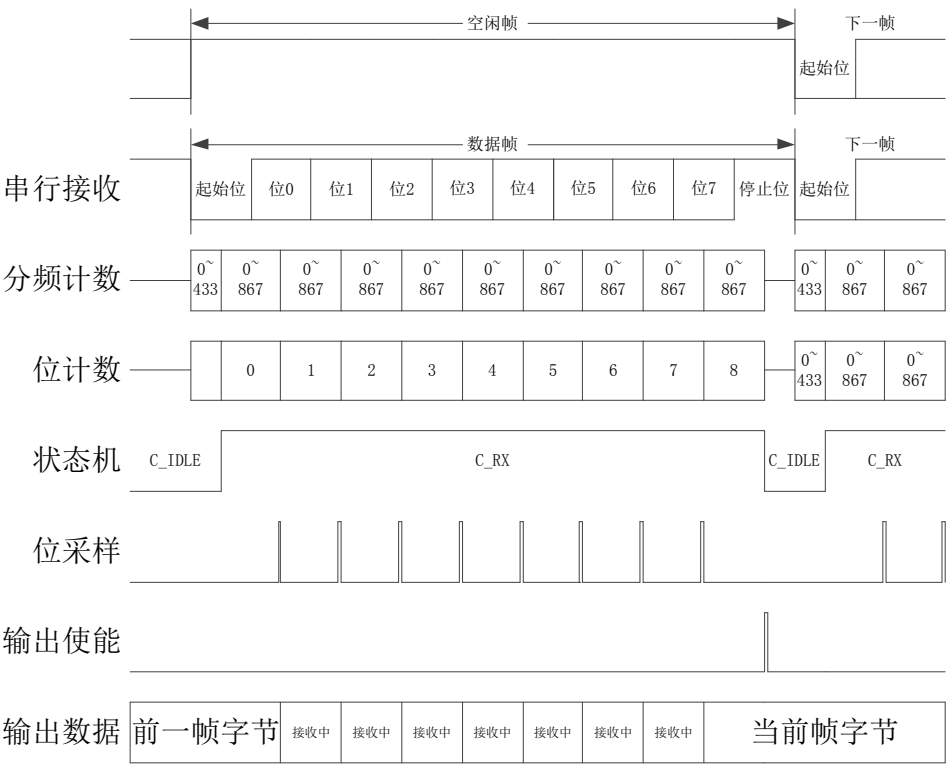 空闲帧 下一帧
起始位
数据帧 下一帧
串行接收 起始位 位0 位1 位2 位3 位4 位5 位6 位7 停止位 起始位
分频计数 0~433 0~867 0~867 0~867 0~867 0~867 0~867 0~867 0~867 0~867 0~433 0~867 0~867
位计数 0 1 2 3 4 5 6 7 8 0~433 0~867 0~867
状态机 C_IDLE C_RX C_IDLE C_RX
位采样
输出使能
输出数据 前一帧字节 接收中 接收中 接收中 接收中 接收中 接收中 接收中 当前帧字节